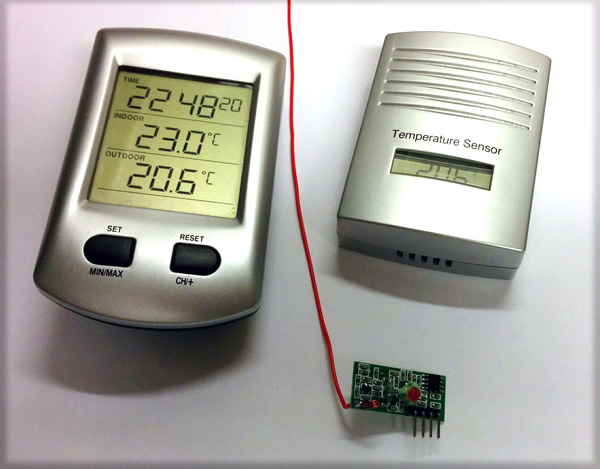 TIME
22 48 20
INDOOR
23.0 °C
OUTDOOR
20.6 °C
SET
RESET
MIN/MAX
CH/+
Temperature Sensor
20.6